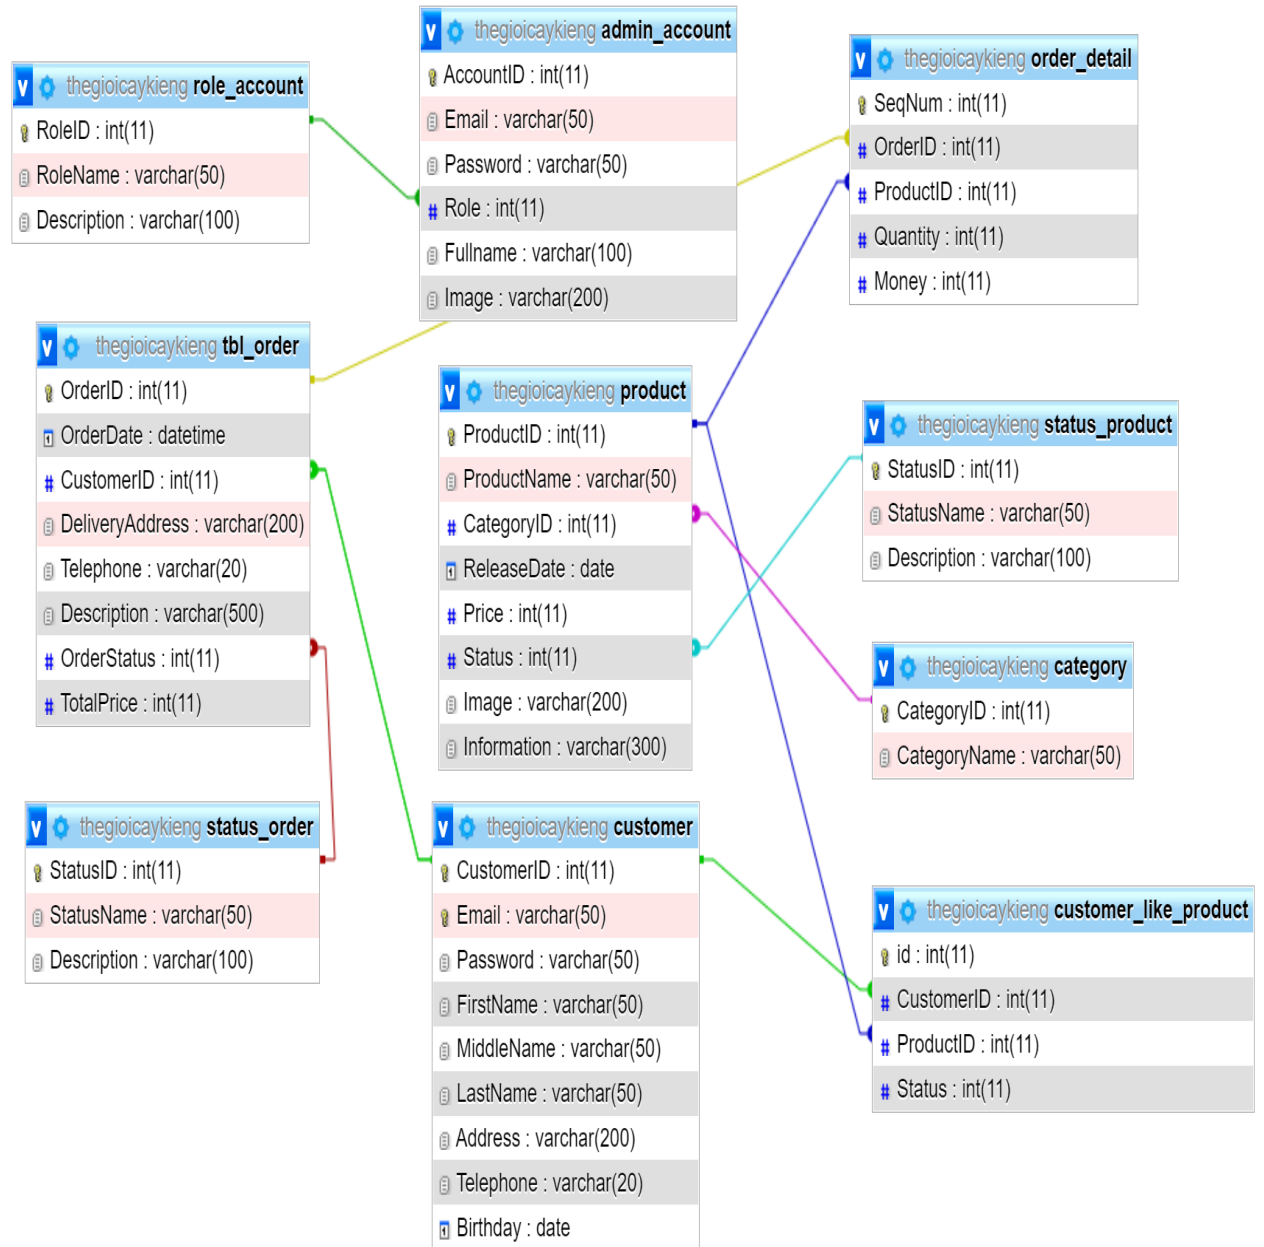 v thegioicaykieng role_account
RoleID : int(11)
RoleName : varchar(50)
Description : varchar(100)
v thegioicaykieng admin_account
AccountID : int(11)
Email : varchar(50)
Password : varchar(50)
Role : int(11)
Fullname : varchar(100)
Image : varchar(200)
v thegioicaykieng order_detail
SeqNum : int(11)
OrderID : int(11)
ProductID : int(11)
Quantity : int(11)
Money : int(11)
v thegioicaykieng tbl_order
OrderID : int(11)
OrderDate : datetime
CustomerID : int(11)
DeliveryAddress : varchar(200)
Telephone : varchar(20)
Description : varchar(500)
OrderStatus : int(11)
TotalPrice : int(11)
v thegioicaykieng product
ProductID : int(11)
ProductName : varchar(50)
CategoryID : int(11)
ReleaseDate : date
Price : int(11)
Status : int(11)
Image : varchar(200)
Information : varchar(300)
v thegioicaykieng status_product
StatusID : int(11)
StatusName : varchar(50)
Description : varchar(100)
v thegioicaykieng category
CategoryID : int(11)
CategoryName : varchar(50)
v thegioicaykieng status_order
StatusID : int(11)
StatusName : varchar(50)
Description : varchar(100)
v thegioicaykieng customer
CustomerID : int(11)
Email : varchar(50)
Password : varchar(50)
FirstName : varchar(50)
MiddleName : varchar(50)
LastName : varchar(50)
Address : varchar(200)
Telephone : varchar(20)
Birthday : date
v thegioicaykieng customer_like_product
id : int(11)
CustomerID : int(11)
ProductID : int(11)
Status : int(11)